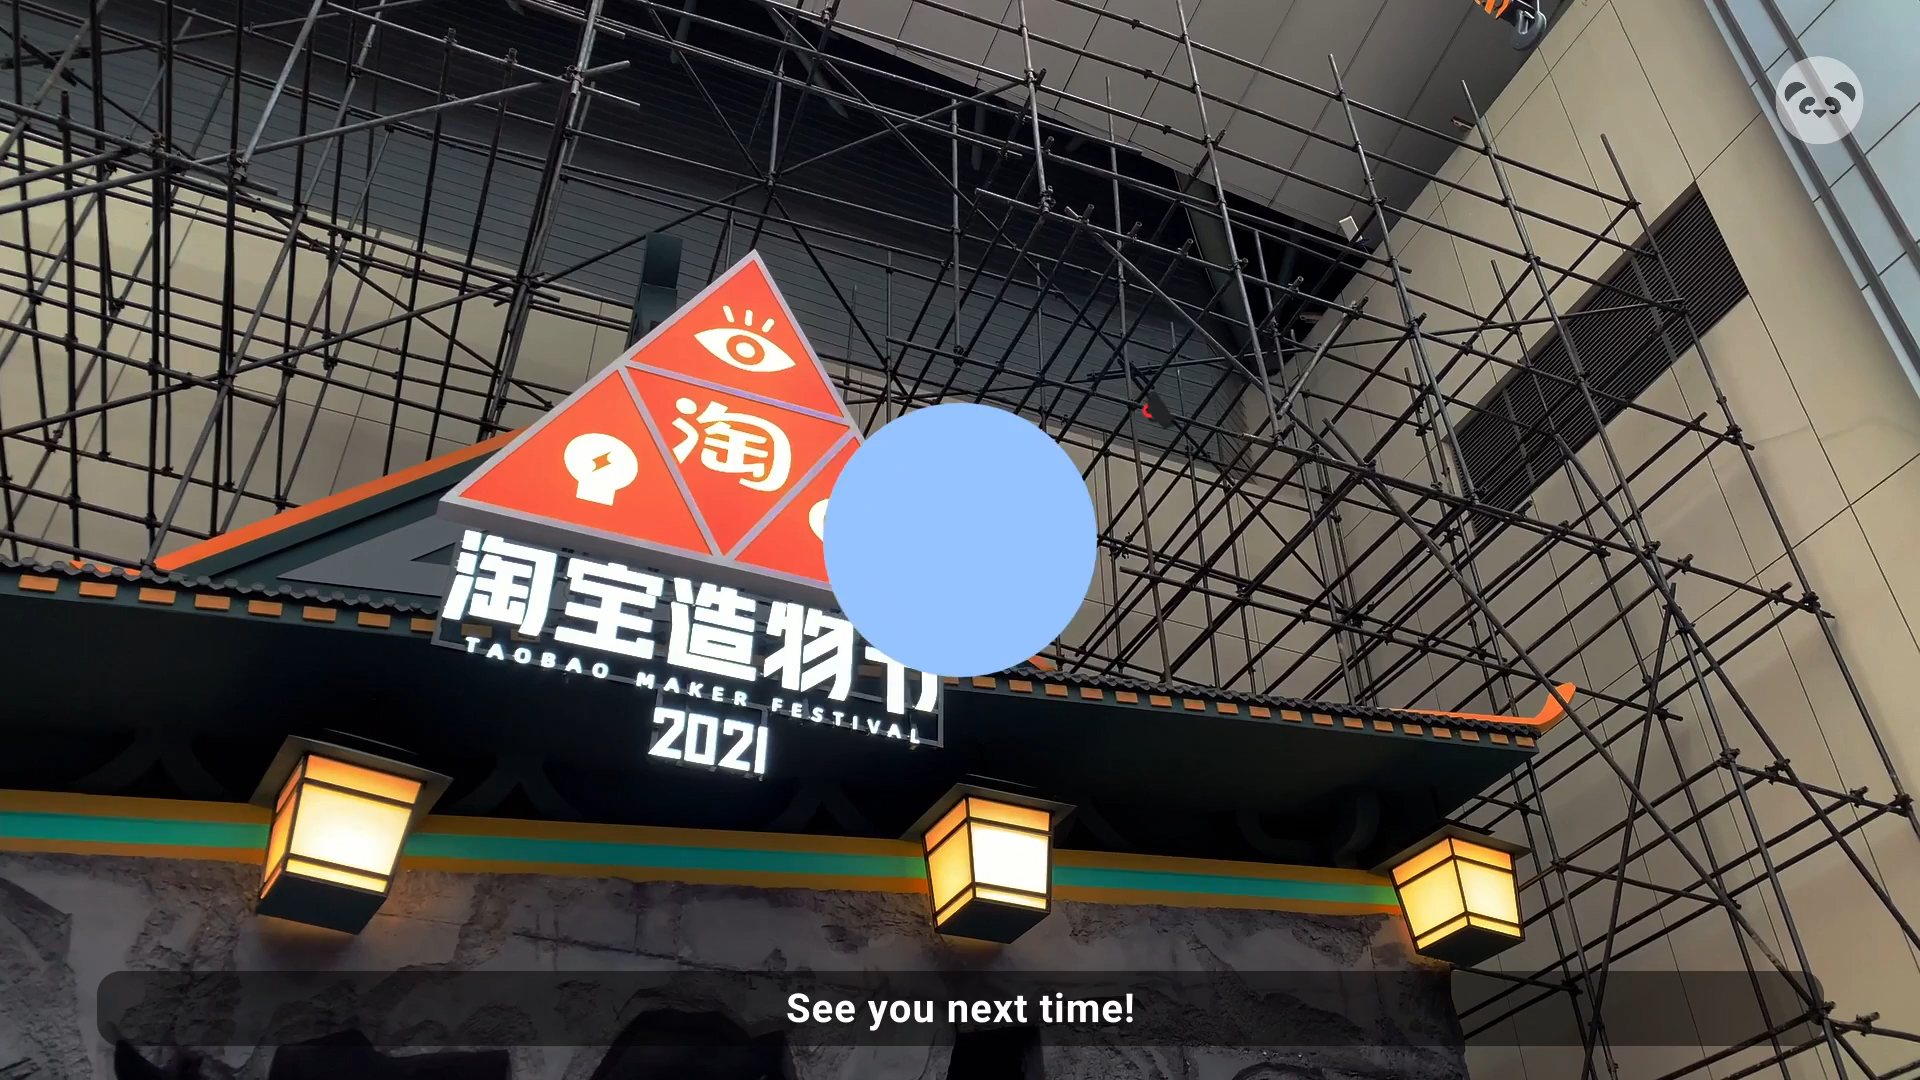 淘
淘宝造物节
TAOBAO MAKER FESTIVAL
2021
See you next time!